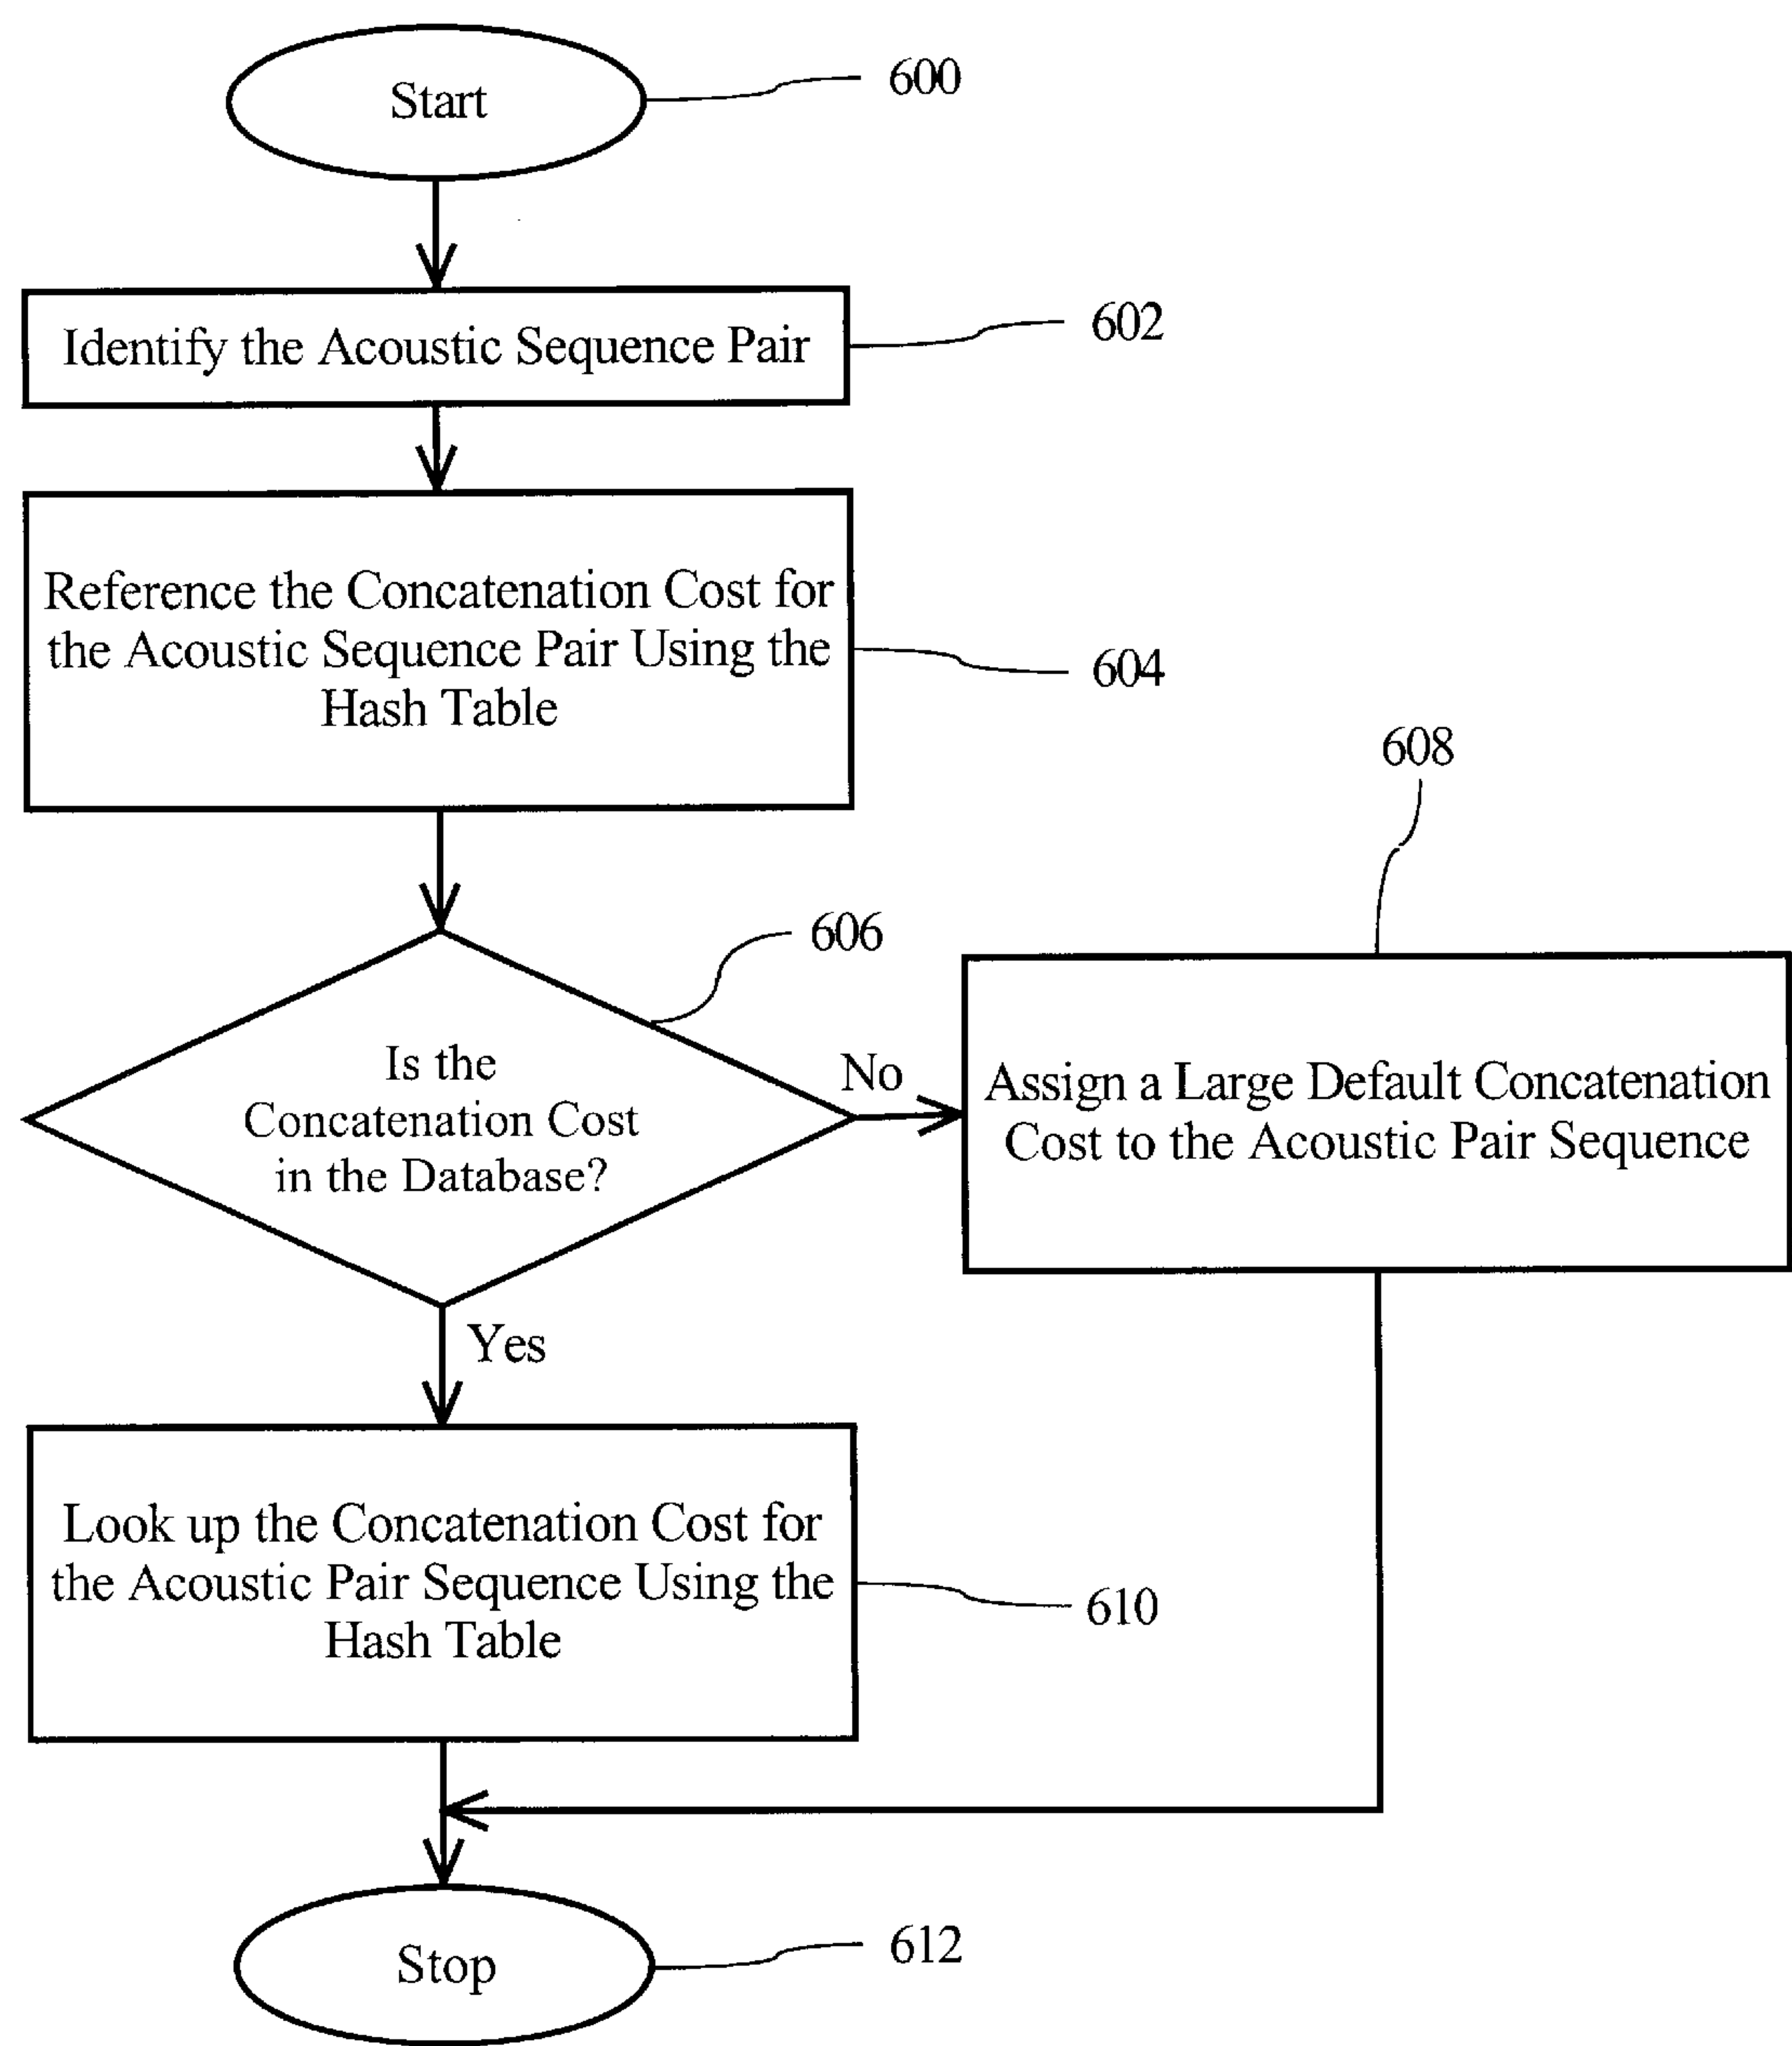 Start
600
Identify the Acoustic Sequence Pair
602
Reference the Concatenation Cost for
the Acoustic Sequence Pair Using the
Hash Table
604
606
Is the
Concatenation Cost
in the Database?
No
608
Assign a Large Default Concatenation
Cost to the Acoustic Pair Sequence
Yes
Look up the Concatenation Cost for
the Acoustic Pair Sequence Using the
Hash Table
610
Stop
612